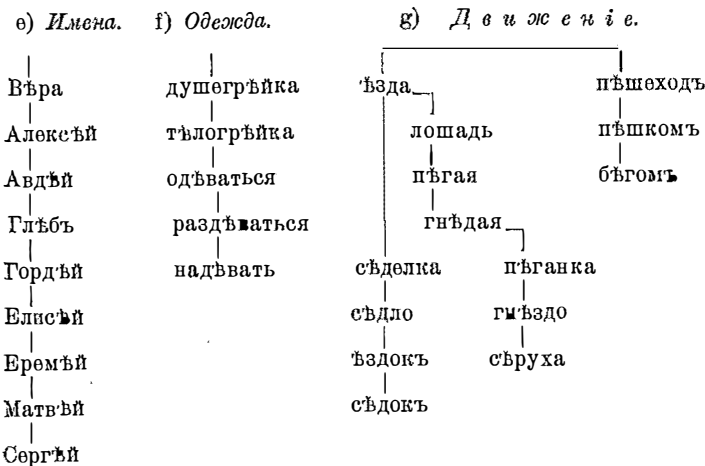 e) Имена.
Вѣра
Алексѣй
Авдѣй
Глѣбъ
Гордѣй
Елисѣй
Еремѣй
Матвѣй
Сергѣй
f) Одежда.
душегрѣйка
тѣлогрѣйка
одѣваться
раздѣваться
надѣвать
g) Движеніе.
ѣзда
лошадь
пѣгая
гнѣдая
сѣделка
сѣдло
ѣздокъ
сѣдокъ
пѣганка
гнѣздо
сѣруха
пѣшеходъ
пѣшкомъ
бѣгомъ